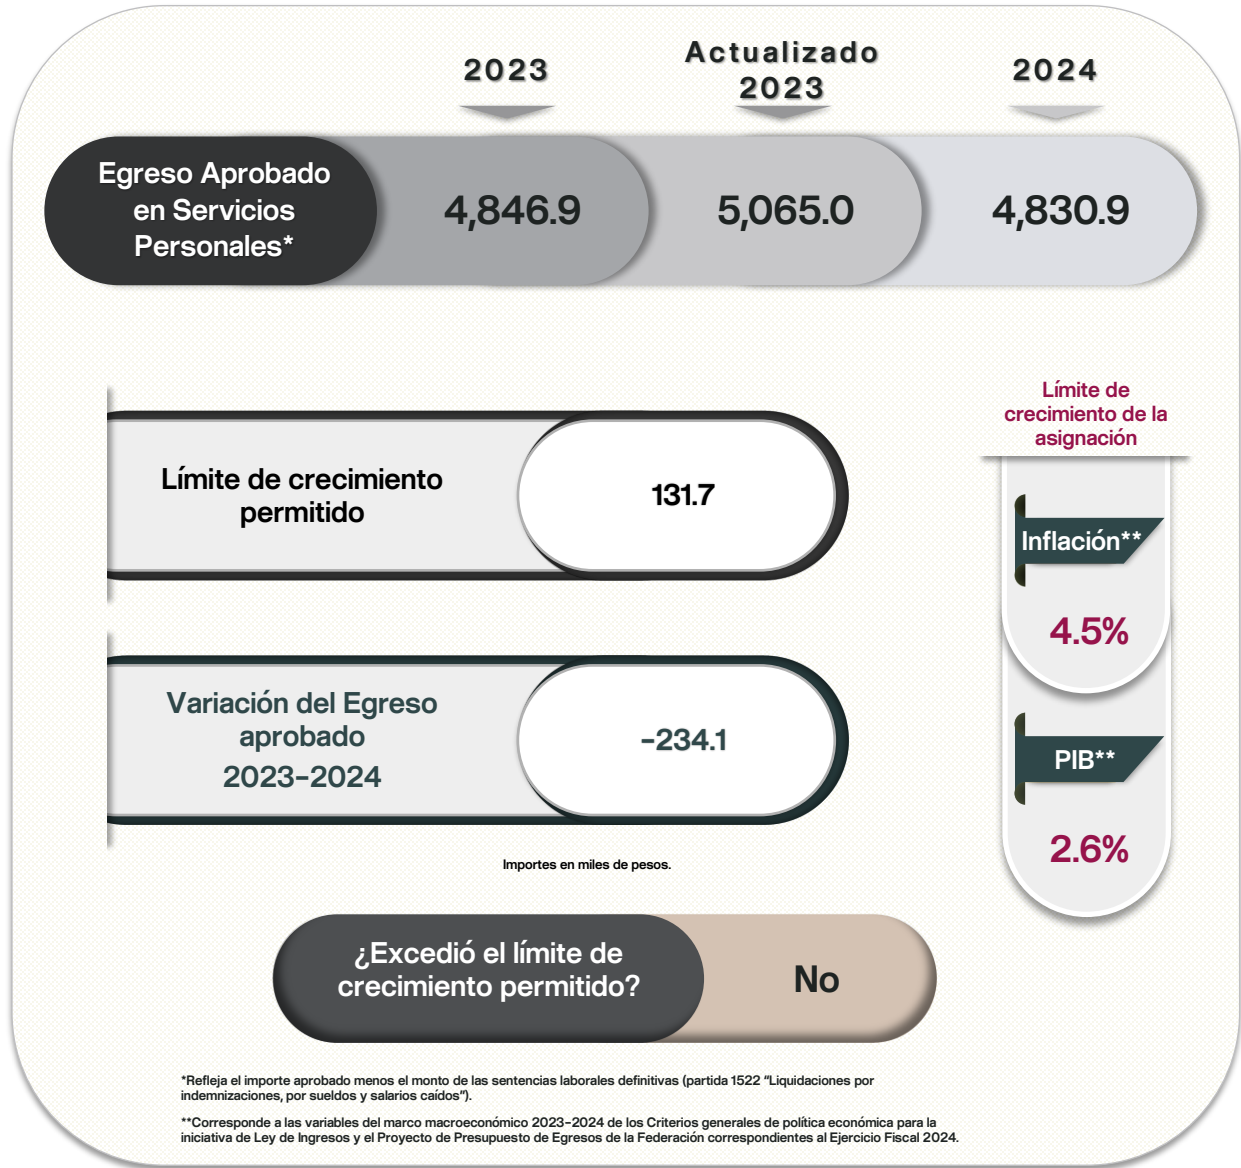 2023
Actualizado
2023
2024
Egreso Aprobado
en Servicios
Personales*
4,846.9
5,065.0
4,830.9
Límite de crecimiento
permitido
131.7
Límite de
crecimiento de la
asignación
Inflación**
4.5%
Variación del Egreso
aprobado
2023-2024
-234.1
PIB**
2.6%
Importes en miles de pesos.
¿Excedió el límite de
crecimiento permitido?
No
*Refleja el importe aprobado menos el monto de las sentencias laborales definitivas (partida 1522 "Liquidaciones por
indemnizaciones, por sueldos y salarios caídos").
**Corresponde a las variables del marco macroeconómico 2023-2024 de los Criterios generales de política económica para la
iniciativa de Ley de Ingresos y el Proyecto de Presupuesto de Egresos de la Federación correspondientes al Ejercicio Fiscal 2024.